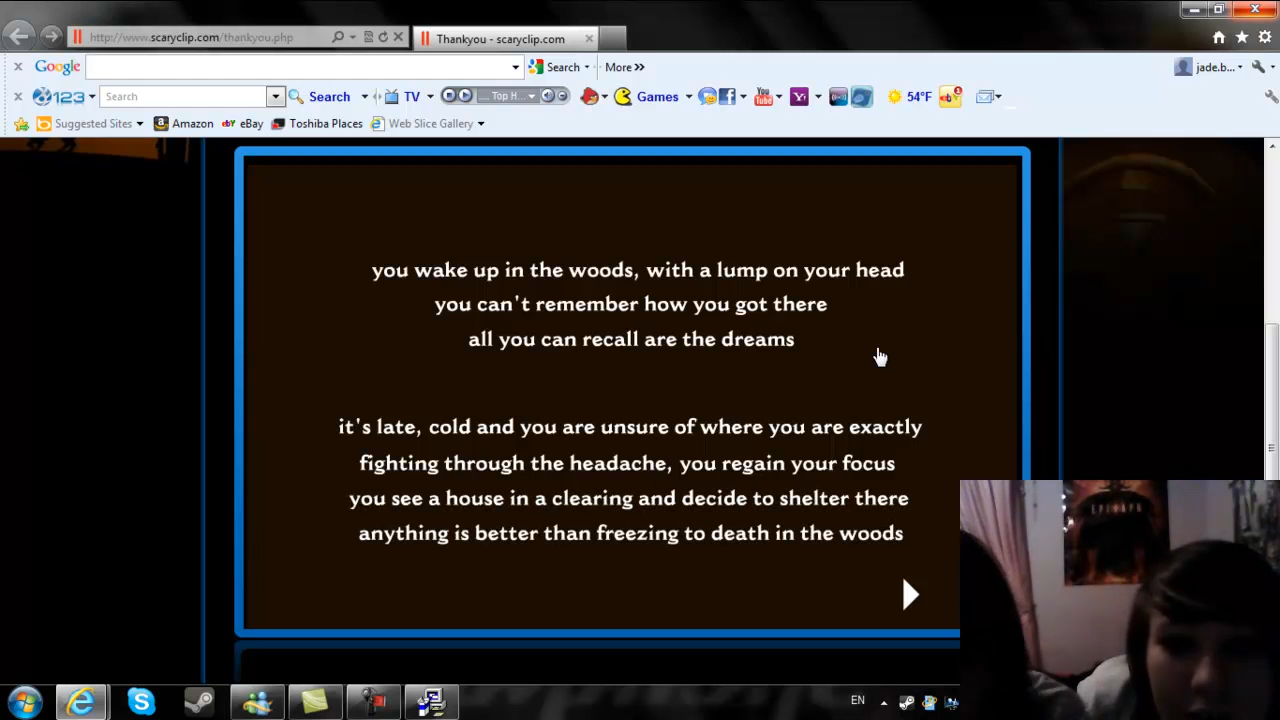 http://www.scaryclip.com/thankyou.php
Thankyou - scaryclip.com
Google
Search
More »
jade.b...
123
Search
Search
TV
.... Top H...
Games
54°F
Suggested Sites
Amazon
eBay
Toshiba Places
Web Slice Gallery
you wake up in the woods, with a lump on your head
you can't remember how you got there
all you can recall are the dreams
it's late, cold and you are unsure of where you are exactly
fighting through the headache, you regain your focus
you see a house in a clearing and decide to shelter there
anything is better than freezing to death in the woods
EN